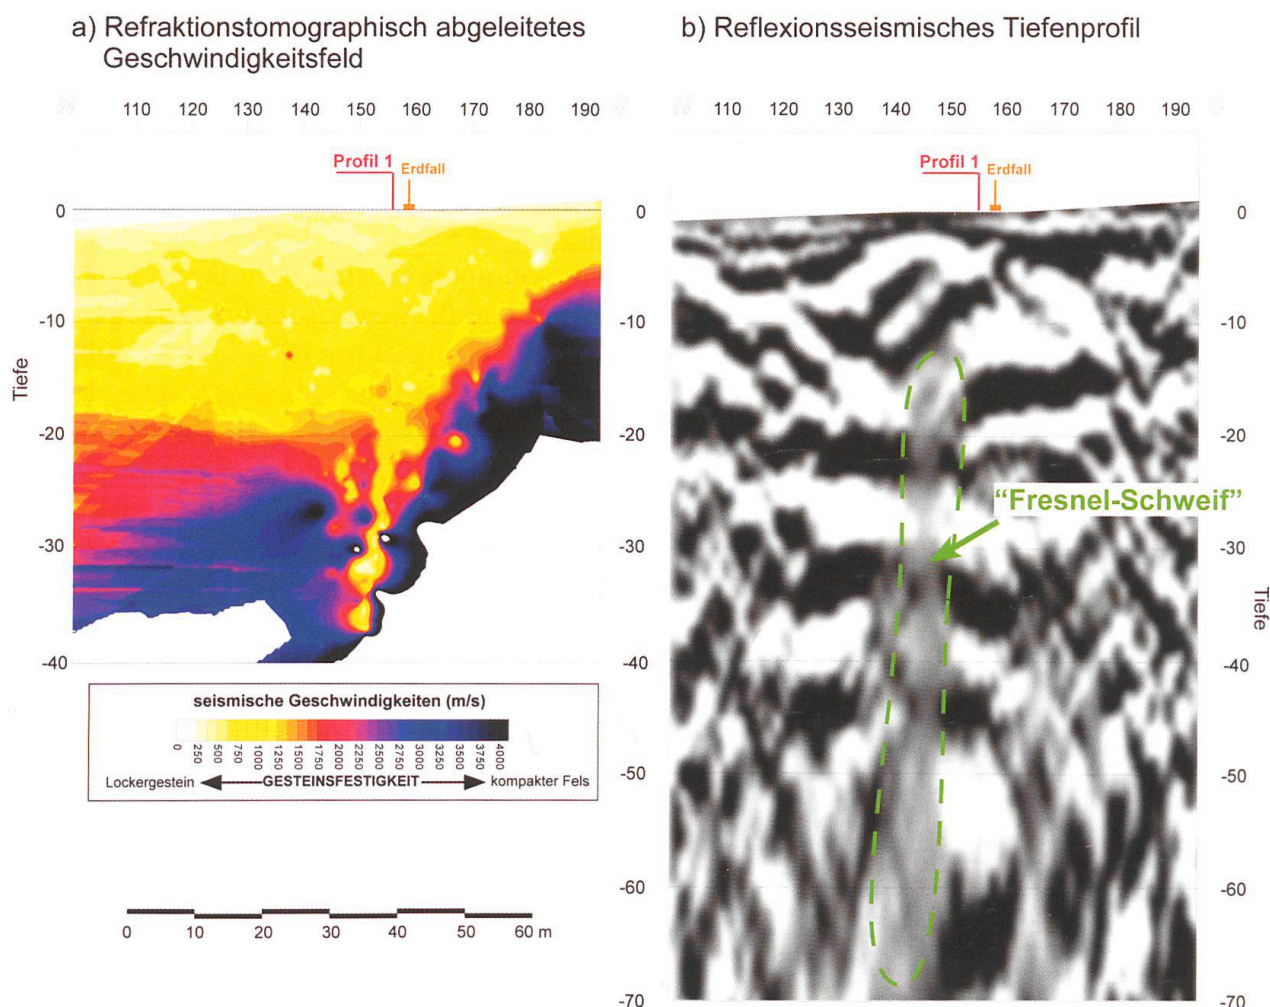 a) Refraktionstomographisch abgeleitetes
Geschwindigkeitsfeld
N 110 120 130 140 150 160 170 180 190 S
Profil 1
Erdfall
0
-10
-20
-30
-40
Tiefe
seismische Geschwindigkeiten (m/s)
0 250 500 750 1000 1250 1500 1750 2000 2250 2500 2750 3000 3250 3500 3750 4000
Lockergestein GESTEINSFESTIGKEIT kompakter Fels
0 10 20 30 40 50 60 m
b) Reflexionsseismisches Tiefenprofil
N 110 120 130 140 150 160 170 180 190 S
Profil 1
Erdfall
0
-10
-20
-30
-40
-50
-60
-70
"Fresnel-Schweif"
0
-10
-20
-30
-40
-50
-60
-70
Tiefe